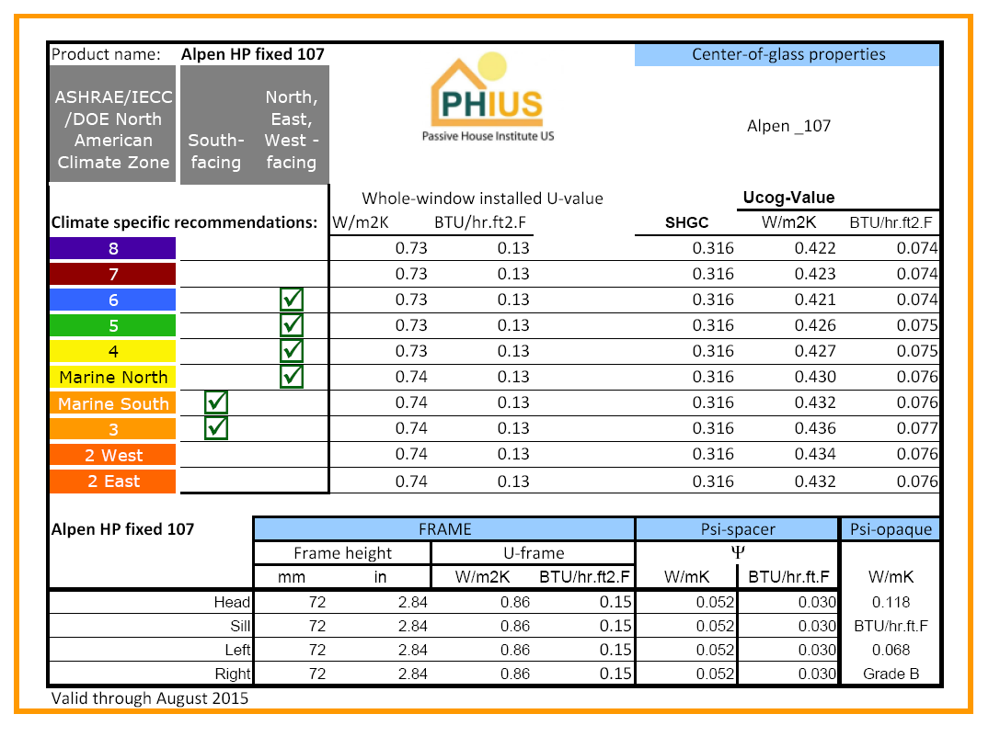 Product name: Alpen HP fixed 107
Center-of-glass properties
ASHRAE/IECC
/DOE North
American
Climate Zone
South-
facing
North,
East,
West -
facing
PHIUS
Passive House Institute US
Alpen _107
Whole-window installed U-value
Ucog-Value
Climate specific recommendations: W/m2K BTU/hr.ft2.F SHGC W/m2K BTU/hr.ft2.F
8 0.73 0.13 0.316 0.422 0.074
7 0.73 0.13 0.316 0.423 0.074
6 0.73 0.13 0.316 0.421 0.074
5 0.73 0.13 0.316 0.426 0.075
4 0.73 0.13 0.316 0.427 0.075
Marine North 0.74 0.13 0.316 0.430 0.076
Marine South 0.74 0.13 0.316 0.432 0.076
3 0.74 0.13 0.316 0.436 0.077
2 West 0.74 0.13 0.316 0.434 0.076
2 East 0.74 0.13 0.316 0.432 0.076
Alpen HP fixed 107 FRAME Psi-spacer Psi-opaque
Frame height U-frame Ψ
mm in W/m2K BTU/hr.ft2.F W/mK BTU/hr.ft.F W/mK
Head 72 2.84 0.86 0.15 0.052 0.030 0.118
Sill 72 2.84 0.86 0.15 0.052 0.030 BTU/hr.ft.F
Left 72 2.84 0.86 0.15 0.052 0.030 0.068
Right 72 2.84 0.86 0.15 0.052 0.030 Grade B
Valid through August 2015